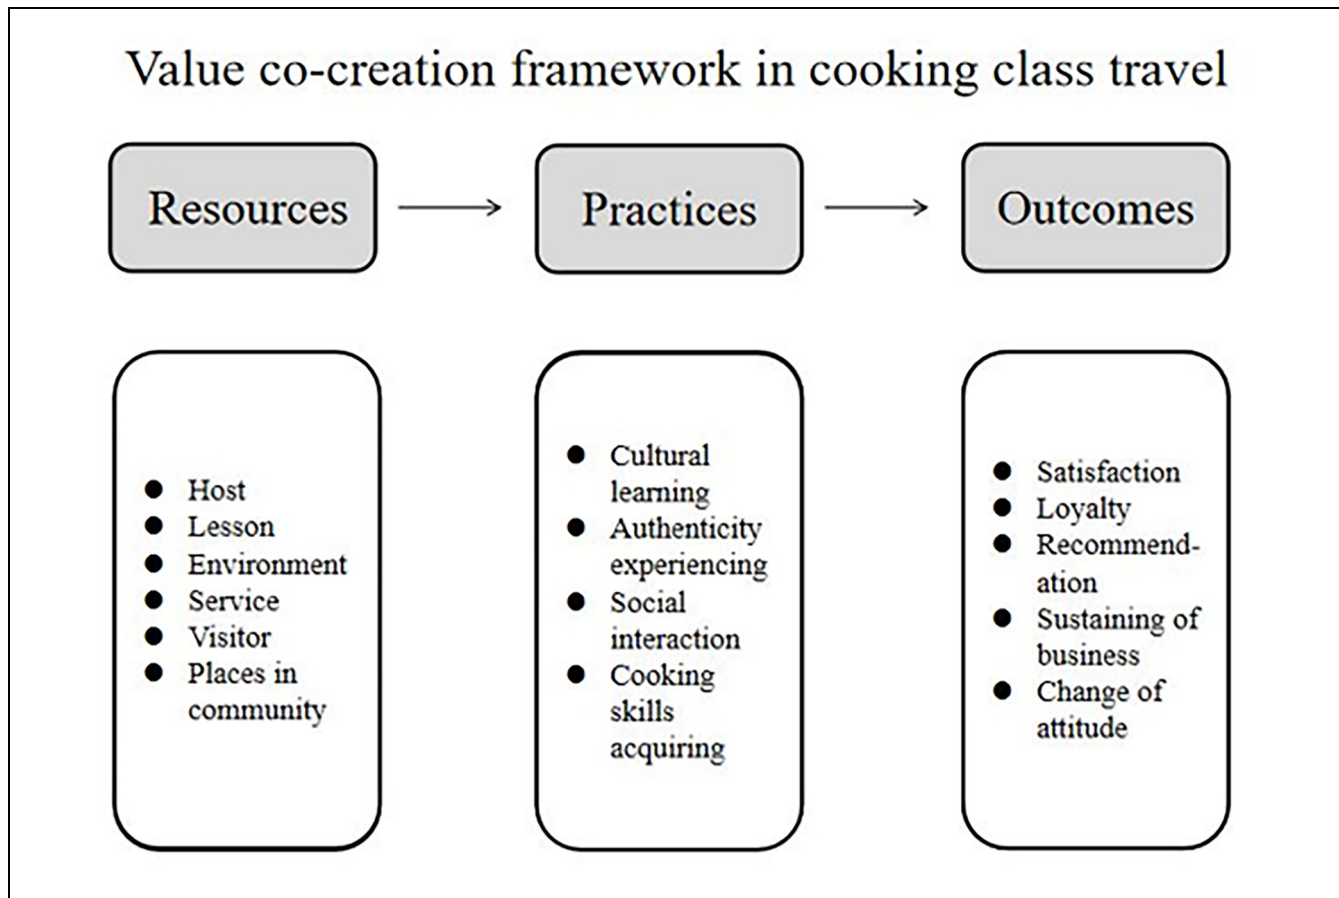 Value co-creation framework in cooking class travel
Resources
Practices
Outcomes
● Host
● Lesson
● Environment
● Service
● Visitor
● Places in
community
● Cultural
learning
● Authenticity
experiencing
● Social
interaction
● Cooking
skills
acquiring
● Satisfaction
● Loyalty
● Recommend-
ation
● Sustaining of
business
● Change of
attitude